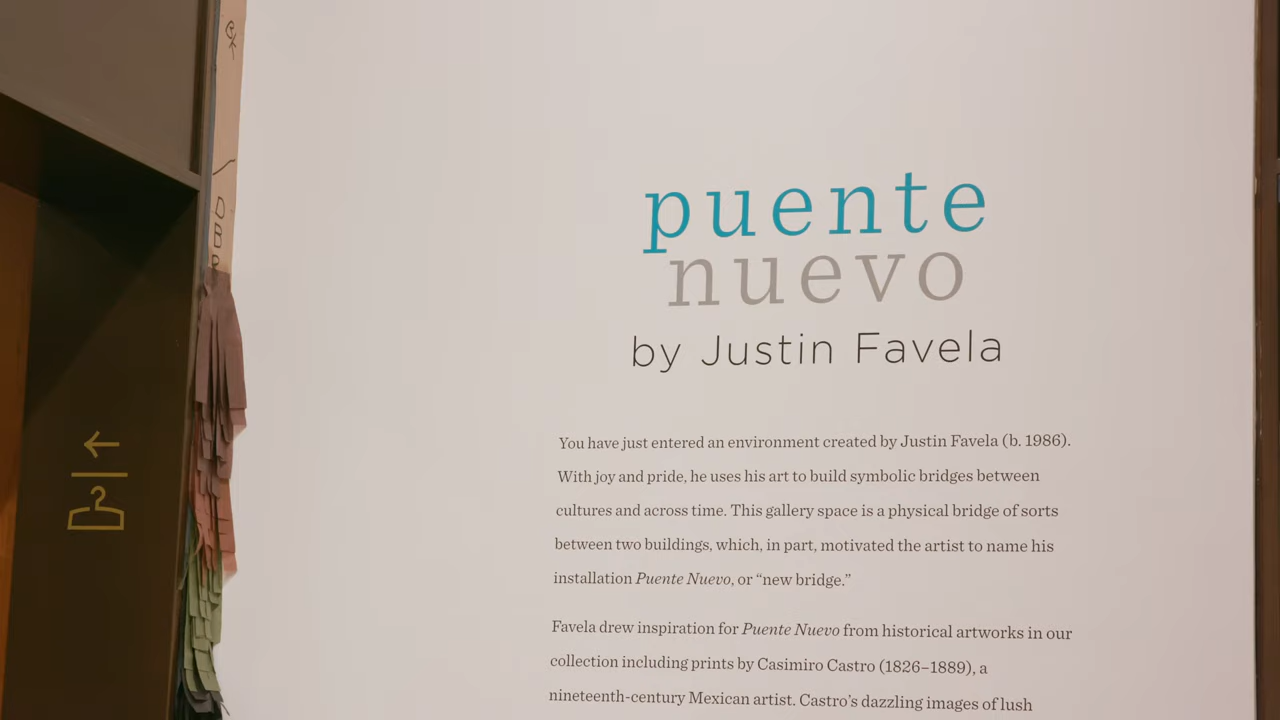 puente
nuevo
by Justin Favela
You have just entered an environment created by Justin Favela (b. 1986).
With joy and pride, he uses his art to build symbolic bridges between
cultures and across time. This gallery space is a physical bridge of sorts
between two buildings, which, in part, motivated the artist to name his
installation Puente Nuevo, or “new bridge.”
Favela drew inspiration for Puente Nuevo from historical artworks in our
collection including prints by Casimiro Castro (1826–1889), a
nineteenth-century Mexican artist. Castro’s dazzling images of lush